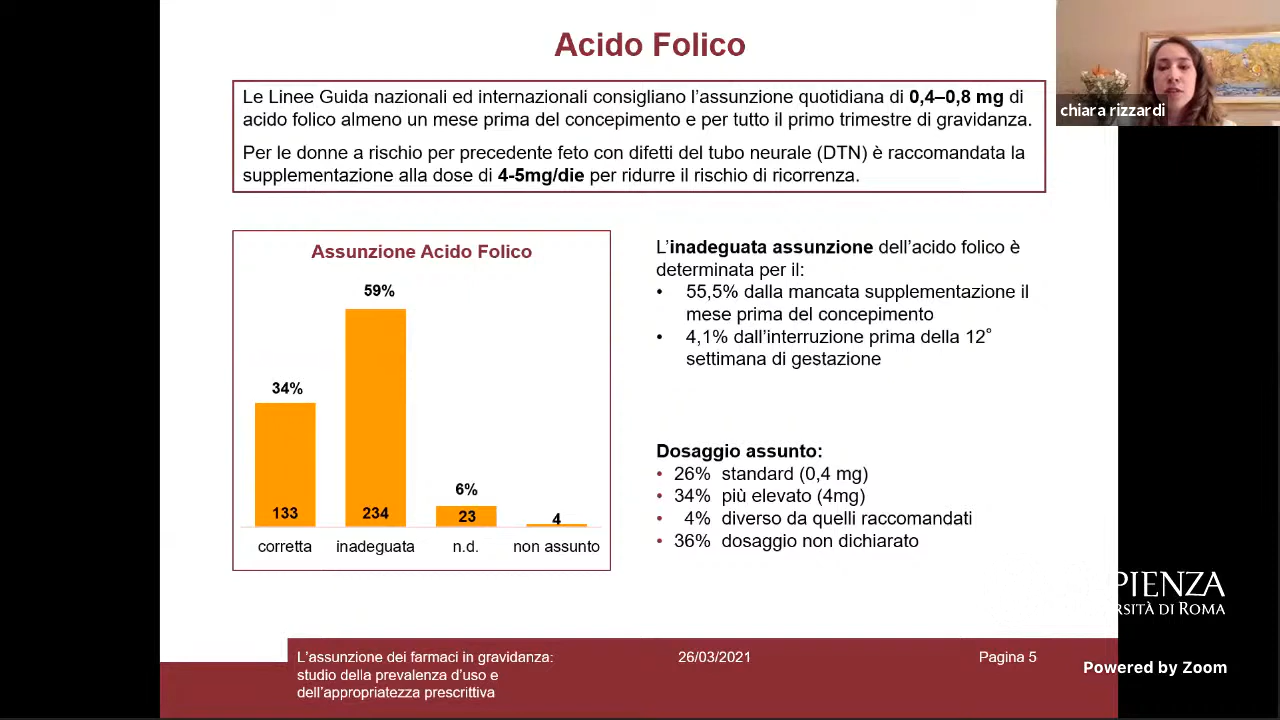 Acido Folico
chiara rizzardi
Le Linee Guida nazionali ed internazionali consigliano l'assunzione quotidiana di 0,4–0,8 mg di
acido folico almeno un mese prima del concepimento e per tutto il primo trimestre di gravidanza.
Per le donne a rischio per precedente feto con difetti del tubo neurale (DTN) è raccomandata la
supplementazione alla dose di 4-5mg/die per ridurre il rischio di ricorrenza.
Assunzione Acido Folico
59%
34%
6%
133
234
23
4
corretta
inadeguata
n.d.
non assunto
L'inadeguata assunzione dell'acido folico è
determinata per il:
• 55,5% dalla mancata supplementazione il
mese prima del concepimento
• 4,1% dall'interruzione prima della 12°
settimana di gestazione
Dosaggio assunto:
• 26% standard (0,4 mg)
• 34% più elevato (4mg)
• 4% diverso da quelli raccomandati
• 36% dosaggio non dichiarato
PIENZA
RSITÀ DI ROMA
L'assunzione dei farmaci in gravidanza:
studio della prevalenza d'uso e
dell'appropriatezza prescrittiva
26/03/2021
Pagina 5
Powered by Zoom